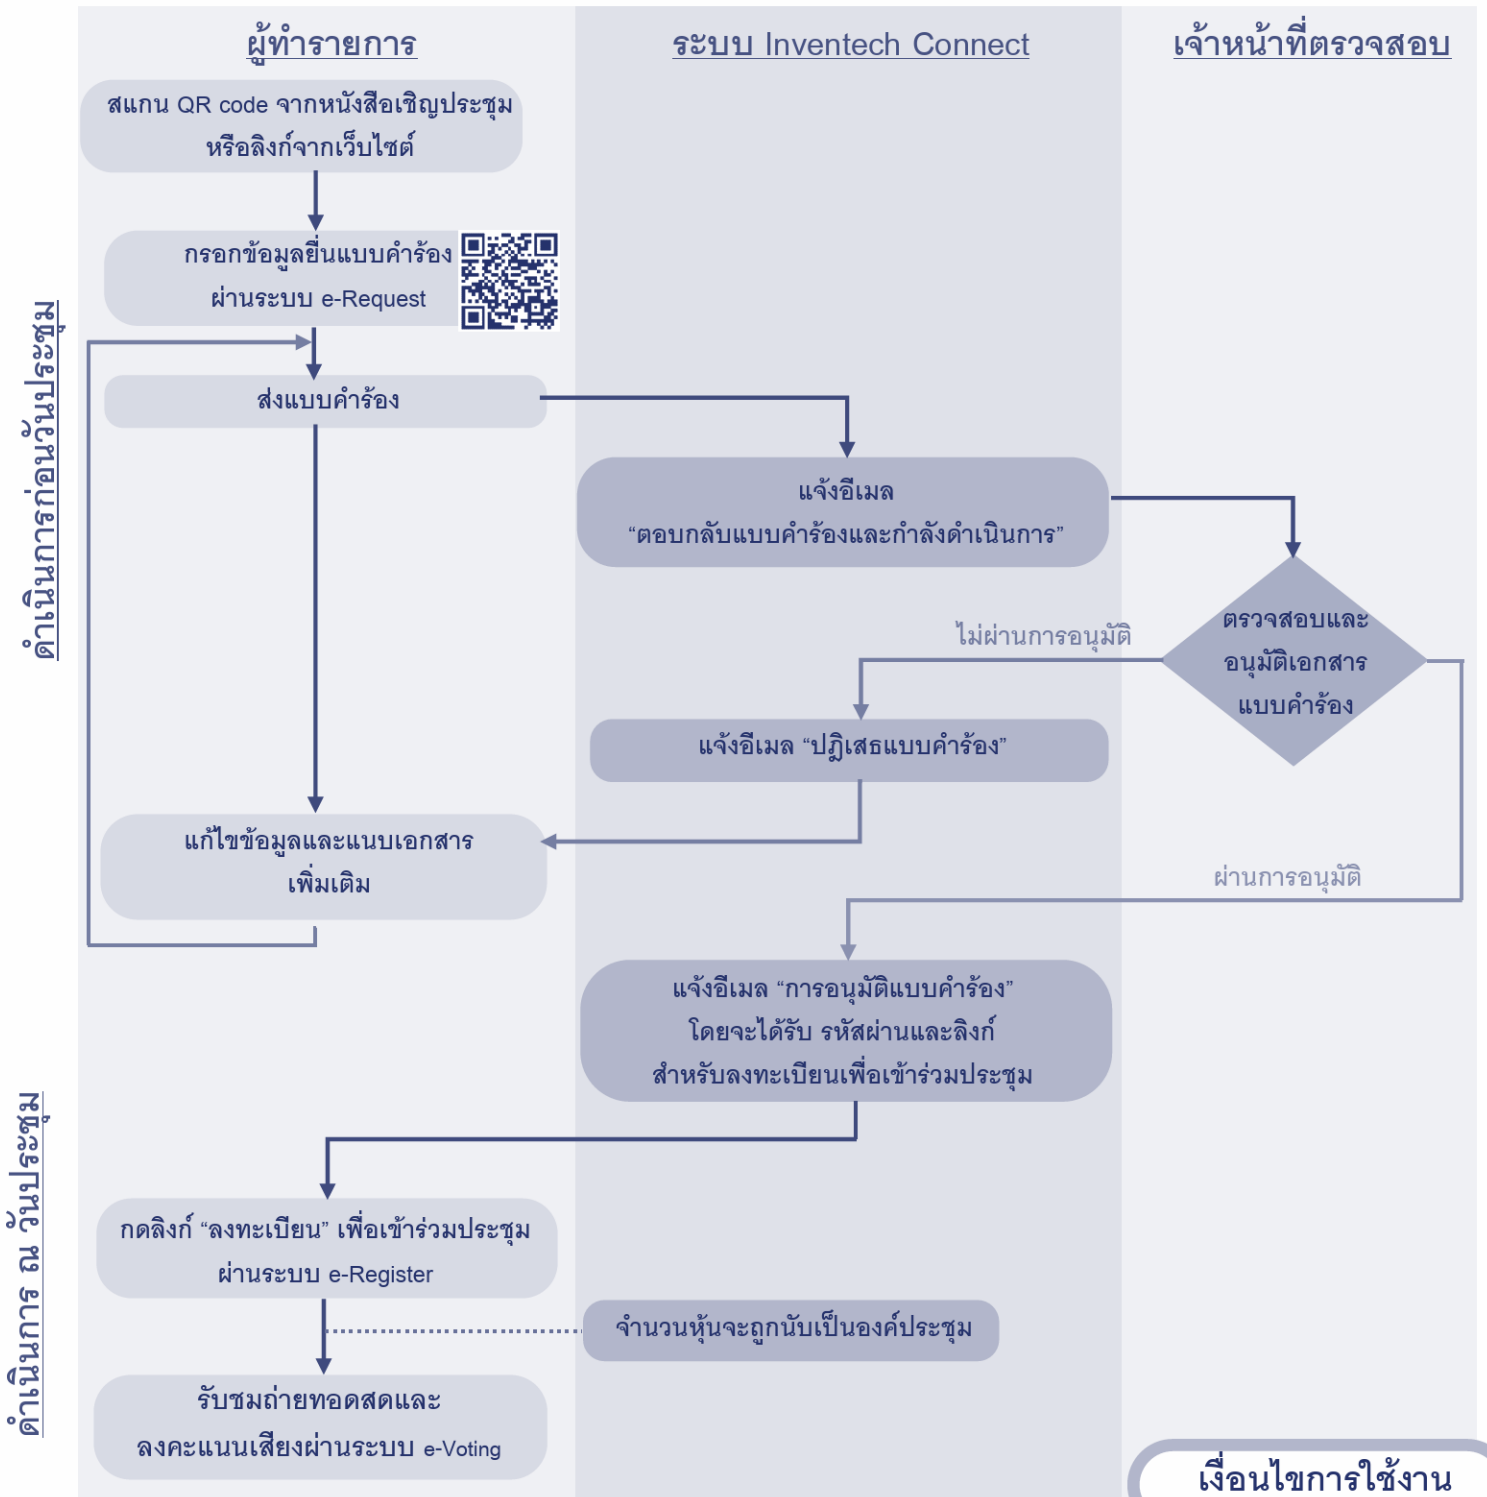 ผู้ทำรายการ
ระบบ Inventech Connect
เจ้าหน้าที่ตรวจสอบ
ดำเนินการก่อนวันประชุม
สแกน QR code จากหนังสือเชิญประชุม
หรือลิงก์จากเว็บไซต์
กรอกข้อมูลยื่นแบบคำร้อง
ผ่านระบบ e-Request
ส่งแบบคำร้อง
แจ้งอีเมล
“ตอบกลับแบบคำร้องและกำลังดำเนินการ”
ตรวจสอบและ
อนุมัติเอกสาร
แบบคำร้อง
ไม่ผ่านการอนุมัติ
แจ้งอีเมล “ปฏิเสธแบบคำร้อง”
แก้ไขข้อมูลและแนบเอกสาร
เพิ่มเติม
ผ่านการอนุมัติ
แจ้งอีเมล “การอนุมัติแบบคำร้อง”
โดยจะได้รับ รหัสผ่านและลิงก์
สำหรับลงทะเบียนเพื่อเข้าร่วมประชุม
ดำเนินการ ณ วันประชุม
กดลิงก์ “ลงทะเบียน” เพื่อเข้าร่วมประชุม
ผ่านระบบ e-Register
จำนวนหุ้นจะถูกนับเป็นองค์ประชุม
รับชมถ่ายทอดสดและ
ลงคะแนนเสียงผ่านระบบ e-Voting
เงื่อนไขการใช้งาน